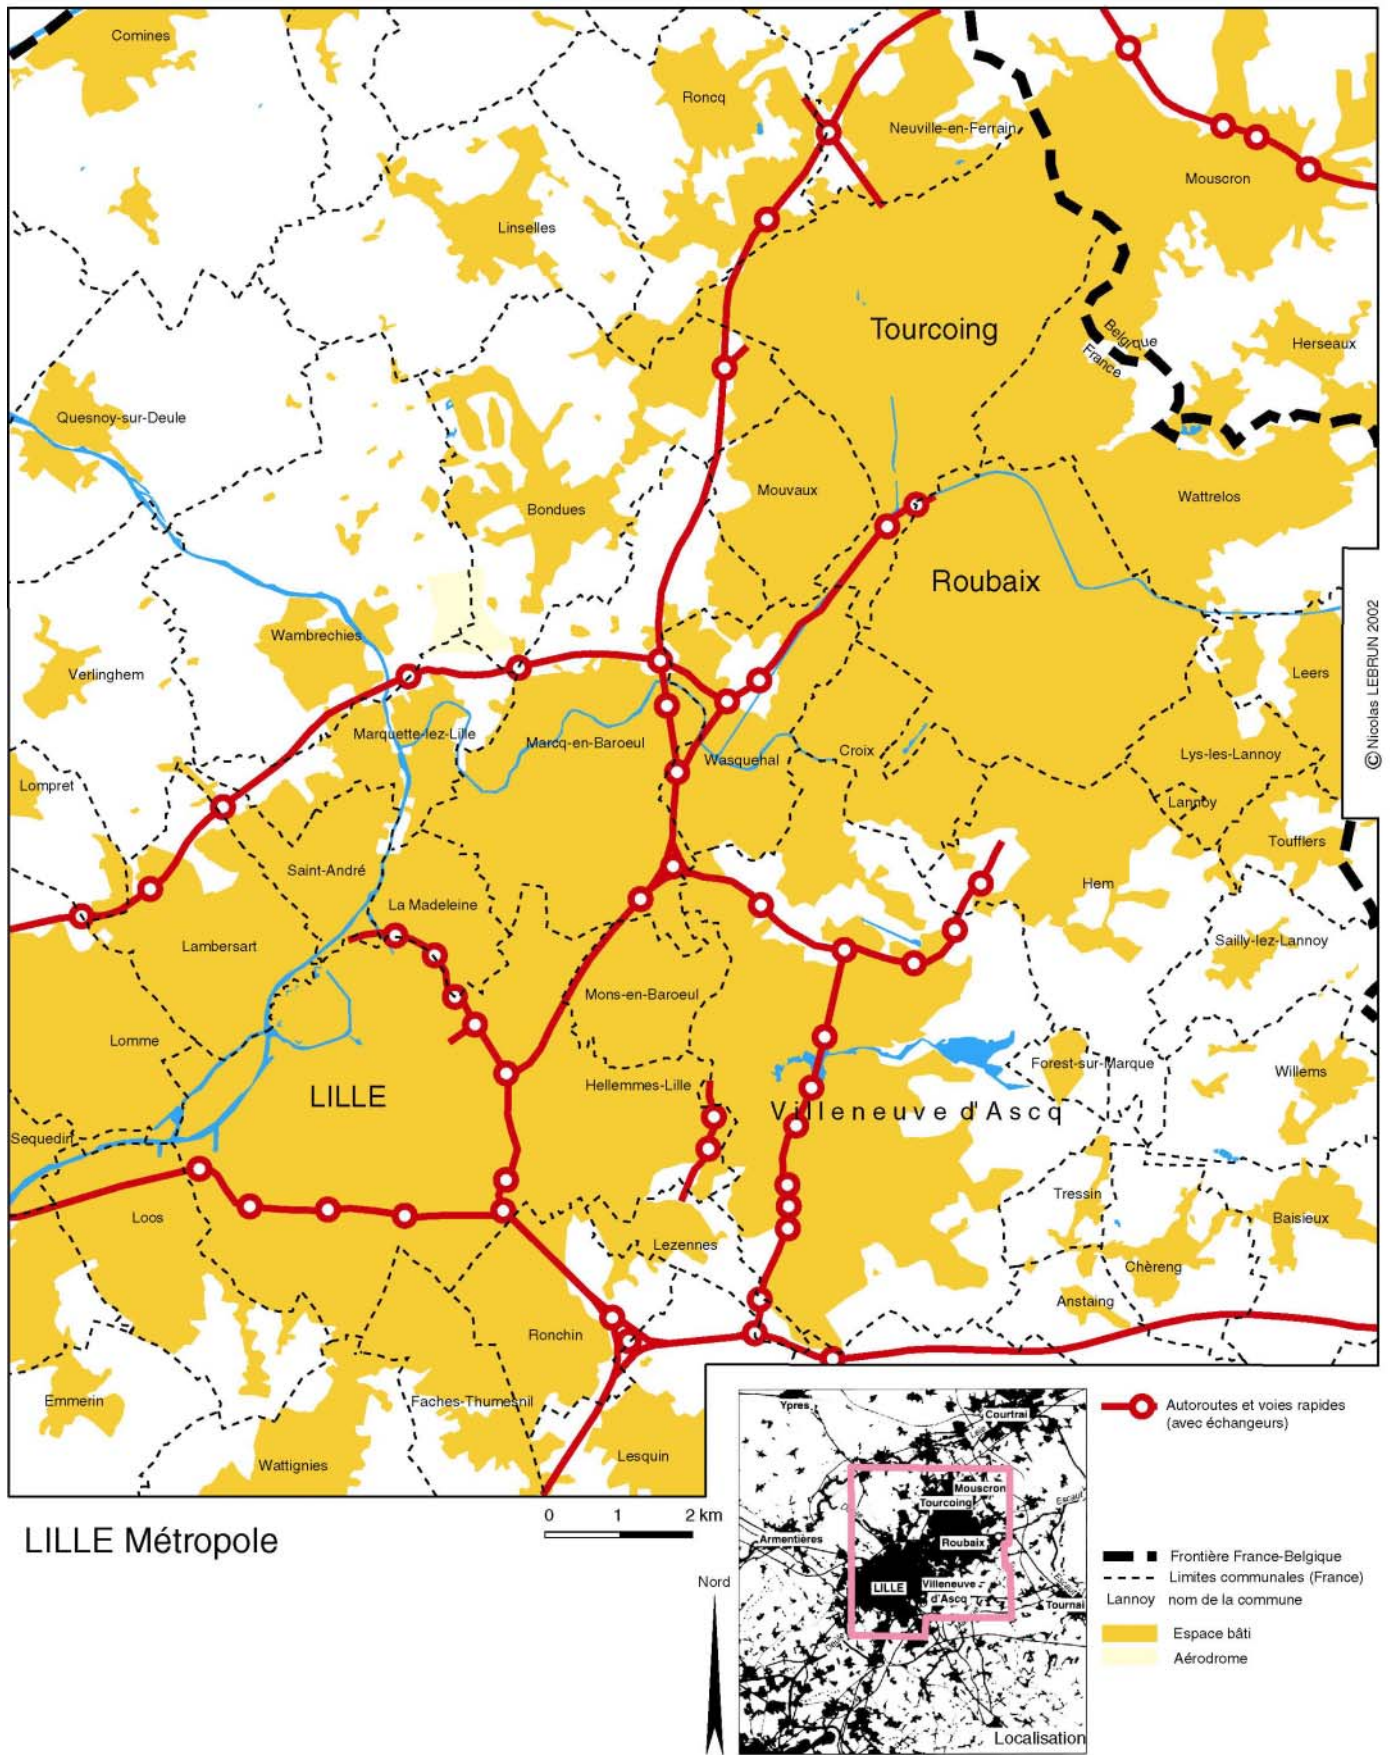 Comines
Roncq
Neuville-en-Ferrain
Mouscron
Linselles
Tourcoing
Belgique
France
Herseaux
Quesnoy-sur-Deule
Mouvaux
Wattrelos
Bondues
Roubaix
© Nicolas LEBRUN 2002
Wambrechies
Verlinghem
Leers
Marquette-lez-Lille
Marcq-en-Baroeul
Wasquehal
Croix
Lys-les-Lannoy
Lompret
Lannoy
Toufflers
Saint-André
Hem
La Madeleine
Lambersart
Sailly-lez-Lannoy
Mons-en-Baroeul
Lomme
Forest-sur-Marque
Willems
Hellemmes-Lille
LILLE
Villeneuve d'Ascq
Sequedin
Tressin
Loos
Baisieux
Lezennes
Chèreng
Anstaing
Ronchin
Emmerin
Faches-Thumesnil
Lesquin
Wattignies
LILLE Métropole
0 1 2 km
Nord
Ypres
Courtrai
Mouscron
Tourcoing
Escaut
Armentières
Roubaix
LILLE
Villeneuve
d'Ascq
Escaut
Tournai
Deûle
Localisation
Autoroutes et voies rapides
(avec échangeurs)
Frontière France-Belgique
Limites communales (France)
Lannoy nom de la commune
Espace bâti
Aérodrome